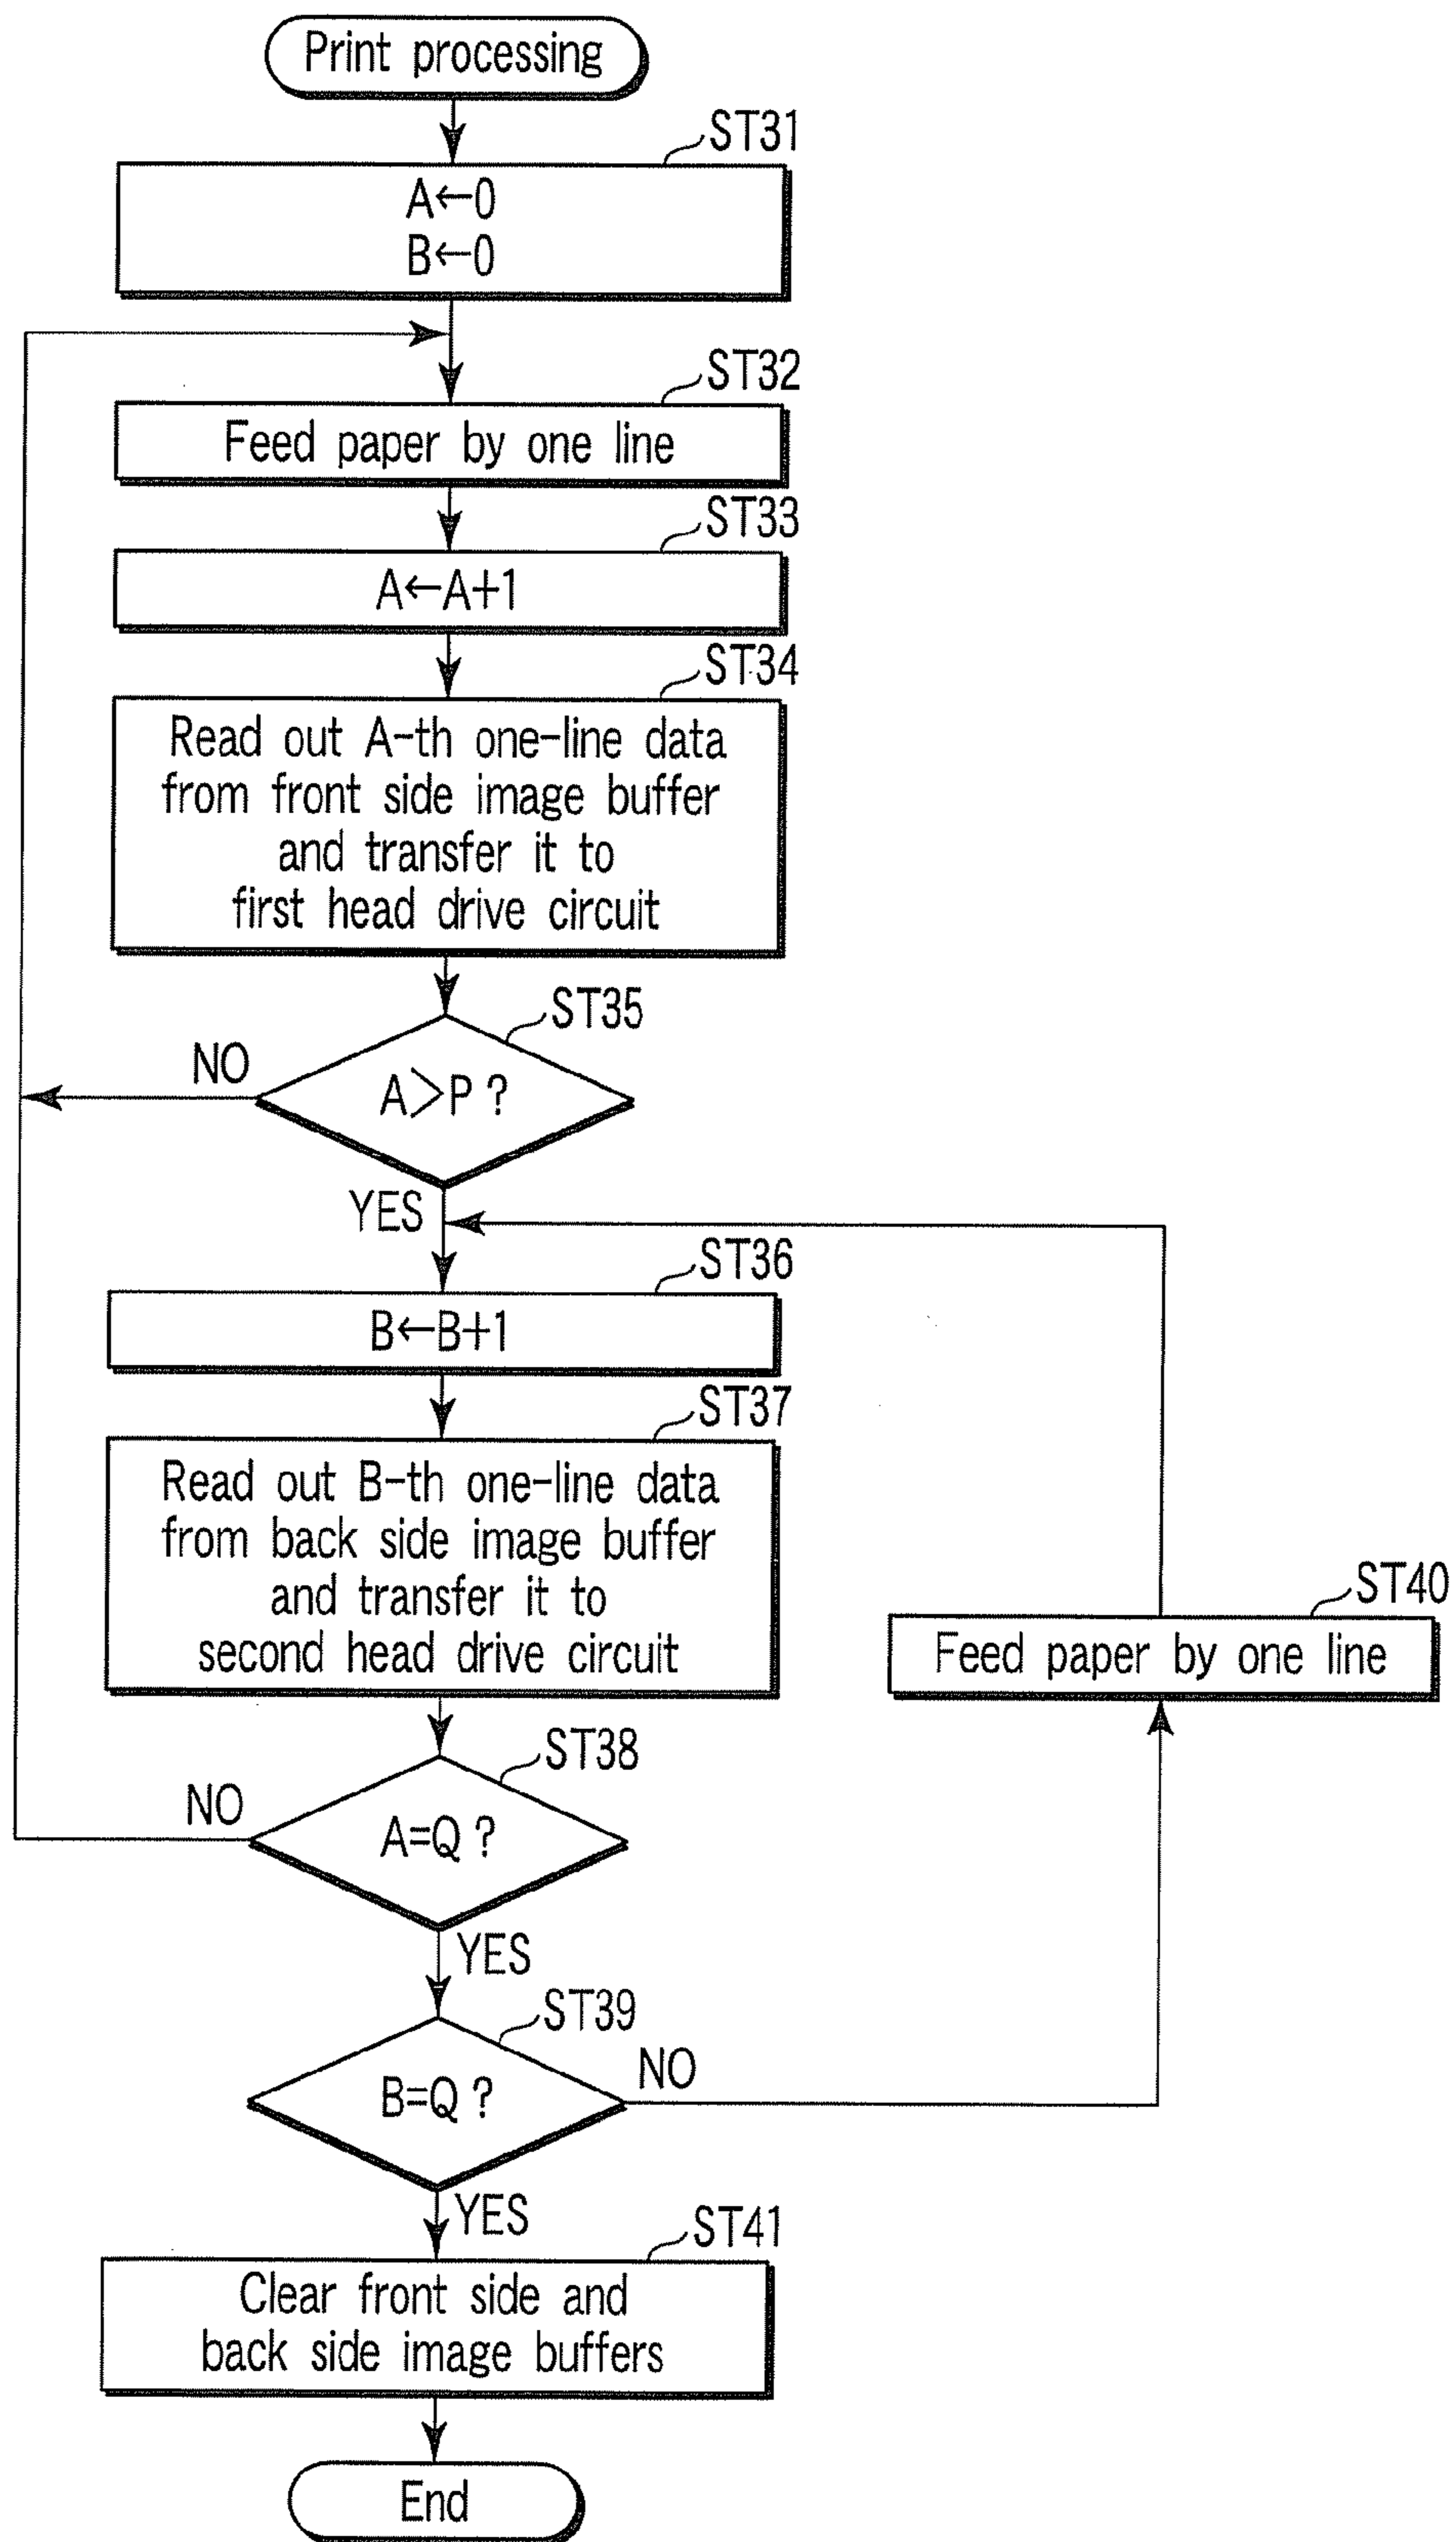 Print processing
ST31
A←0
B←0
ST32
Feed paper by one line
ST33
A←A+1
ST34
Read out A-th one-line data
from front side image buffer
and transfer it to
first head drive circuit
ST35
NO
A>P ?
YES
ST36
B←B+1
ST37
Read out B-th one-line data
from back side image buffer
and transfer it to
second head drive circuit
ST40
Feed paper by one line
ST38
NO
A=Q ?
YES
ST39
B=Q ?
NO
YES
ST41
Clear front side and
back side image buffers
End